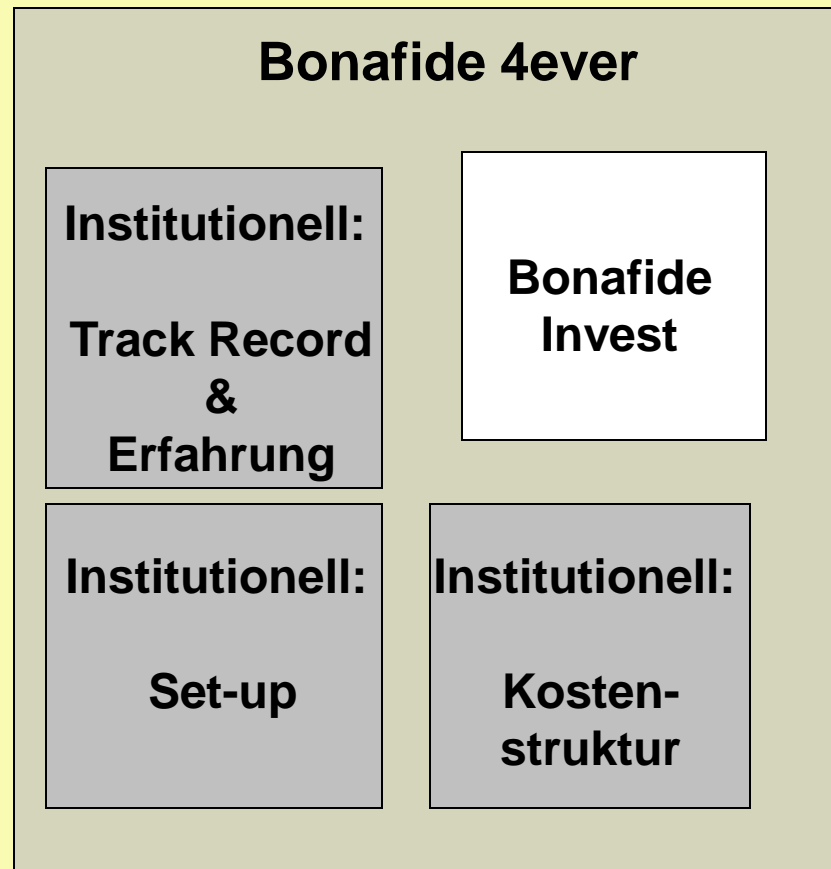 Bonafide 4ever
Institutionell:
Track Record
&
Erfahrung
Bonafide
Invest
Institutionell:
Set-up
Institutionell:
Kosten-
struktur